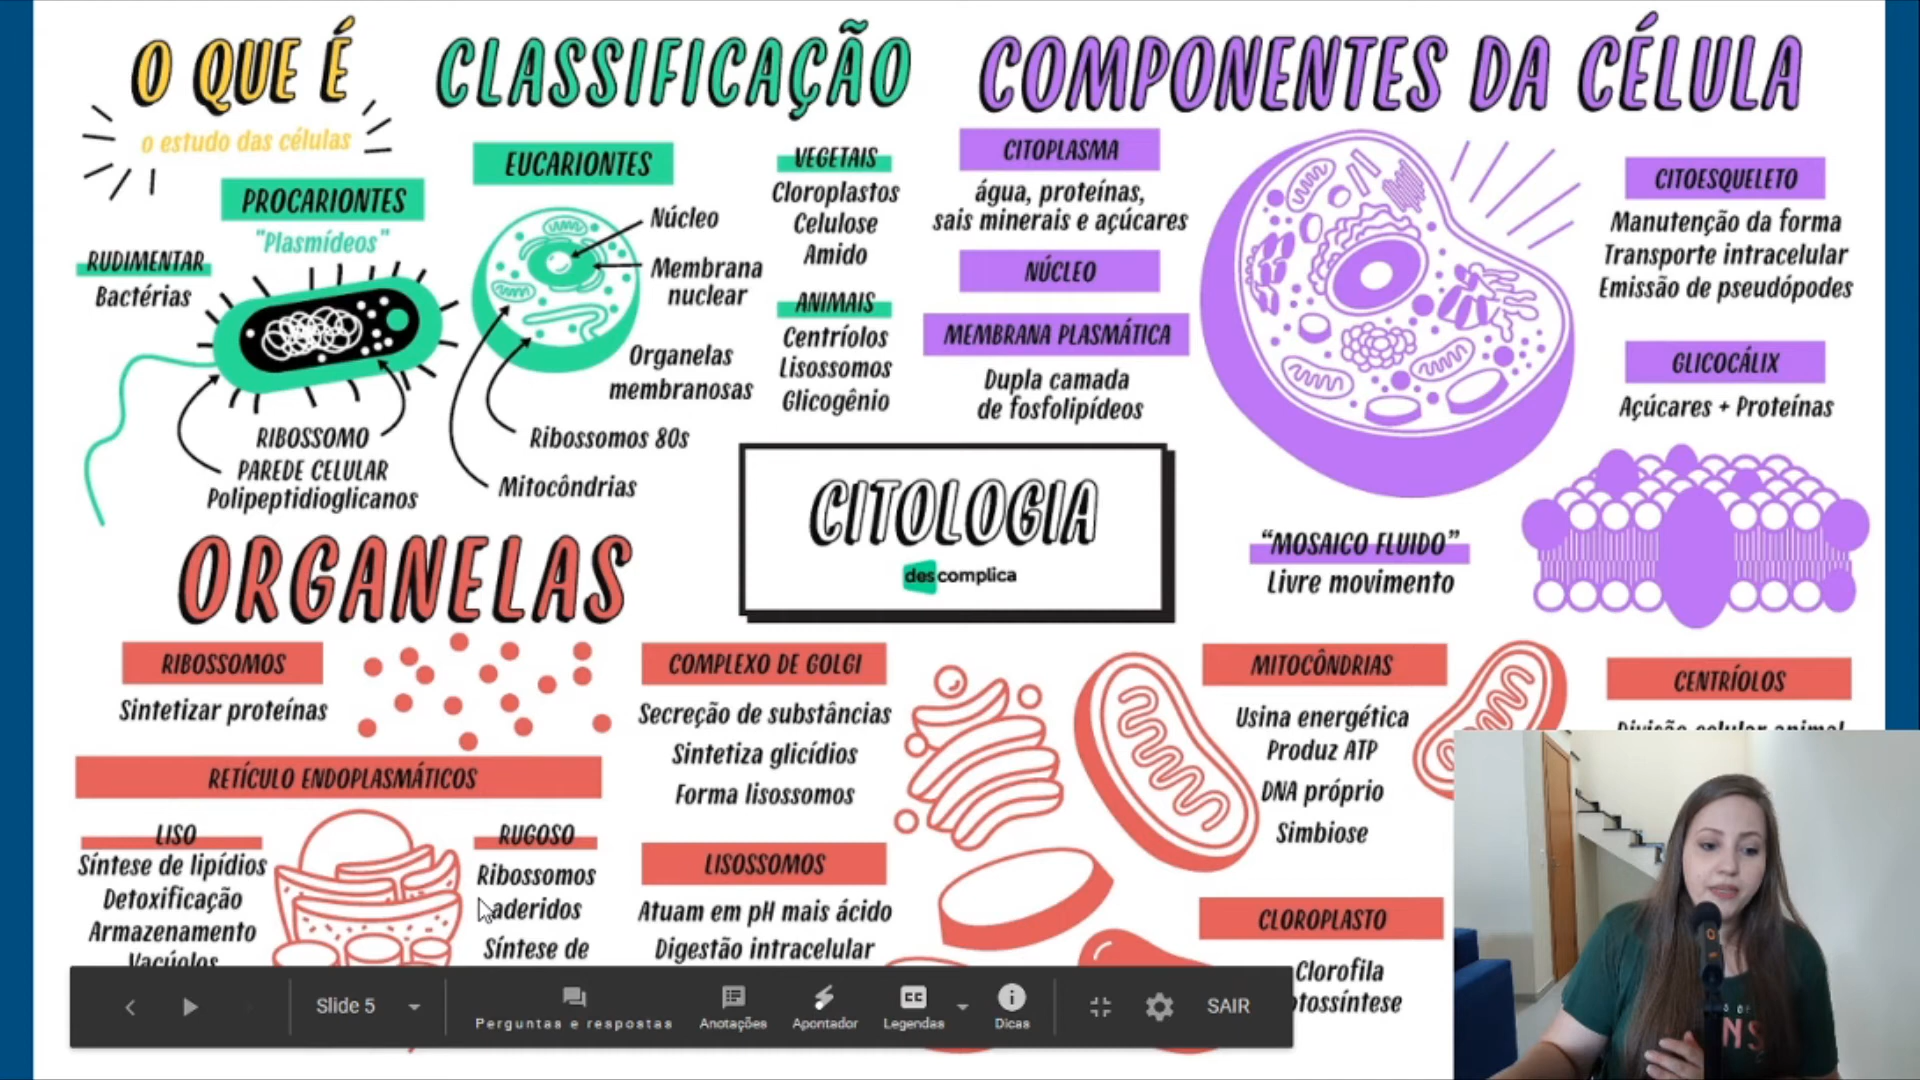 O QUE É
o estudo das células
CLASSIFICAÇÃO
PROCARIONTES
"Plasmídeos"
RUDIMENTAR
Bactérias
RIBOSSOMO
PAREDE CELULAR
Polipeptidioglicanos
EUCARIONTES
Núcleo
Membrana
nuclear
Organelas
membranosas
Ribossomos 80s
Mitocôndrias
VEGETAIS
Cloroplastos
Celulose
Amido
ANIMAIS
Centríolos
Lisossomos
Glicogênio
COMPONENTES DA CÉLULA
CITOPLASMA
água, proteínas,
sais minerais e açúcares
NÚCLEO
MEMBRANA PLASMÁTICA
Dupla camada
de fosfolipídeos
CITOESQUELETO
Manutenção da forma
Transporte intracelular
Emissão de pseudópodes
GLICOCÁLIX
Açúcares + Proteínas
"MOSAICO FLUIDO"
Livre movimento
CITOLOGIA
descomplica
ORGANELAS
RIBOSSOMOS
Sintetizar proteínas
RETÍCULO ENDOPLASMÁTICOS
LISO
Síntese de lipídios
Detoxificação
Armazenamento
Vacúolos
RUGOSO
Ribossomos
aderidos
Síntese de
COMPLEXO DE GOLGI
Secreção de substâncias
Sintetiza glicídios
Forma lisossomos
LISOSSOMOS
Atuam em pH mais ácido
Digestão intracelular
MITOCÔNDRIAS
Usina energética
Produz ATP
DNA próprio
Simbiose
CLOROPLASTO
Clorofila
otossíntese
CENTRÍOLOS
Divisão celular animal
Slide 5
Perguntas e respostas
Anotações
Apontador
CC
Legendas
Dicas
SAIR